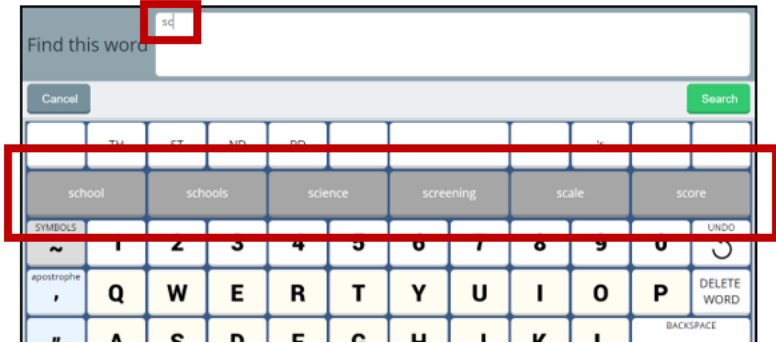 sc
Find this word
Cancel Search
TH ST ND RD 's
school schools science screening scale score
SYMBOLS UNDO
~ 1 2 3 4 5 6 7 8 9 0
apostrophe
, Q W E R T Y U I O P DELETE WORD
BACKSPACE
" A S D F G H J K L